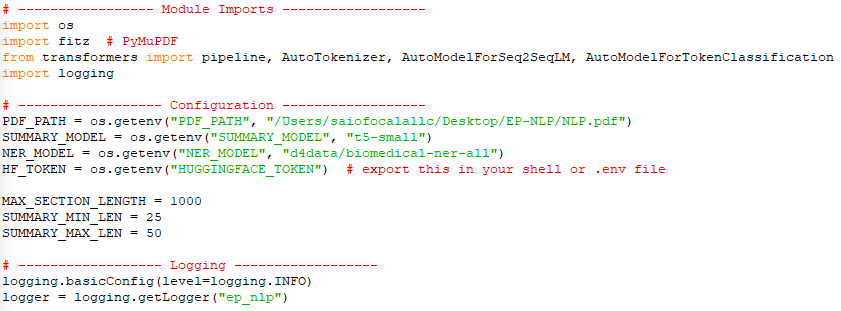 # ----------------- Module Imports ------------------
import os
import fitz  # PyMuPDF
from transformers import pipeline, AutoTokenizer, AutoModelForSeq2SeqLM, AutoModelForTokenClassification
import logging

# ------------------ Configuration ------------------
PDF_PATH = os.getenv("PDF_PATH", "/Users/saiofocalallc/Desktop/EP-NLP/NLP.pdf")
SUMMARY_MODEL = os.getenv("SUMMARY_MODEL", "t5-small")
NER_MODEL = os.getenv("NER_MODEL", "d4data/biomedical-ner-all")
HF_TOKEN = os.getenv("HUGGINGFACE_TOKEN")  # export this in your shell or .env file

MAX_SECTION_LENGTH = 1000
SUMMARY_MIN_LEN = 25
SUMMARY_MAX_LEN = 50

# ------------------ Logging ------------------
logging.basicConfig(level=logging.INFO)
logger = logging.getLogger("ep_nlp")